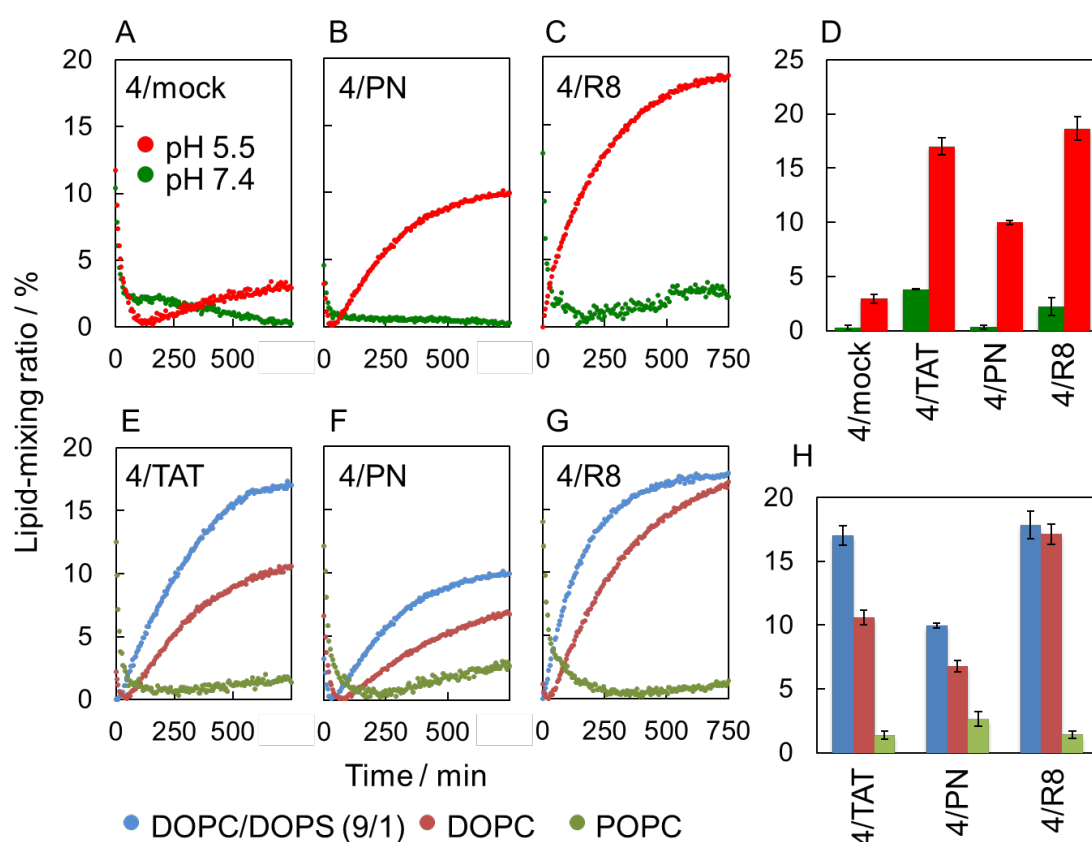 A
B
C
D
20
15
10
5
0
4/mock
pH 5.5
pH 7.4
4/PN
4/R8
0 250 500
0 250 500
0 250 500 750
25
20
15
10
5
0
4/mock
4/TAT
4/PN
4/R8
Lipid-mixing ratio / %
E
F
G
H
20
15
10
5
0
4/TAT
4/PN
4/R8
0 250 500
0 250 500
0 250 500 750
20
15
10
5
0
4/TAT
4/PN
4/R8
Time / min
DOPC/DOPS (9/1) DOPC POPC